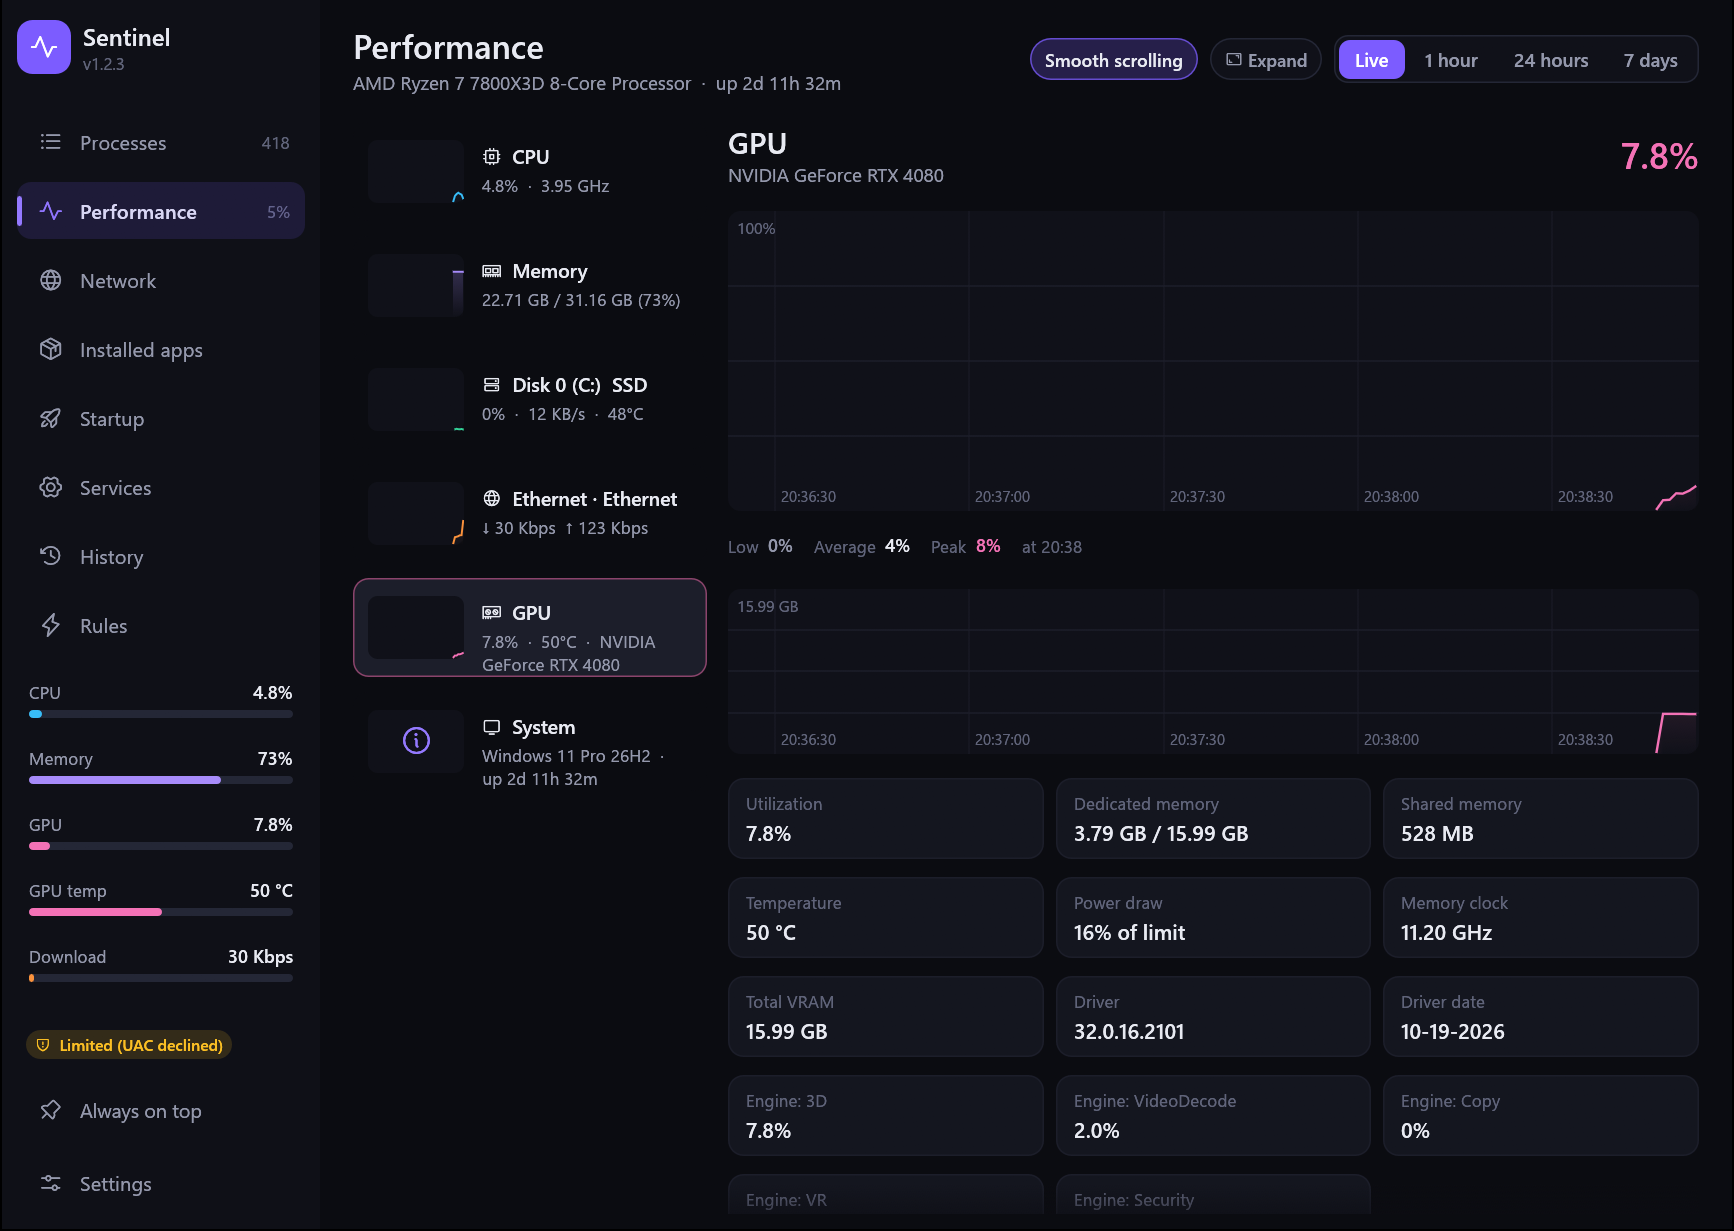 Sentinel
v1.2.3
Processes 418
Performance 5%
Network
Installed apps
Startup
Services
History
Rules
CPU 4.8%
Memory 73%
GPU 7.8%
GPU temp 50 °C
Download 30 Kbps
Limited (UAC declined)
Always on top
Settings
Performance
AMD Ryzen 7 7800X3D 8-Core Processor · up 2d 11h 32m
Smooth scrolling Expand Live 1 hour 24 hours 7 days
CPU
4.8% · 3.95 GHz
Memory
22.71 GB / 31.16 GB (73%)
Disk 0 (C:) SSD
0% · 12 KB/s · 48°C
Ethernet · Ethernet
↓ 30 Kbps ↑ 123 Kbps
GPU
7.8% · 50°C · NVIDIA
GeForce RTX 4080
System
Windows 11 Pro 26H2 ·
up 2d 11h 32m
GPU 7.8%
NVIDIA GeForce RTX 4080
100%
20:36:30 20:37:00 20:37:30 20:38:00 20:38:30
Low 0% Average 4% Peak 8% at 20:38
15.99 GB
20:36:30 20:37:00 20:37:30 20:38:00 20:38:30
Utilization
7.8%
Dedicated memory
3.79 GB / 15.99 GB
Shared memory
528 MB
Temperature
50 °C
Power draw
16% of limit
Memory clock
11.20 GHz
Total VRAM
15.99 GB
Driver
32.0.16.2101
Driver date
10-19-2026
Engine: 3D
7.8%
Engine: VideoDecode
2.0%
Engine: Copy
0%
Engine: VR
Engine: Security